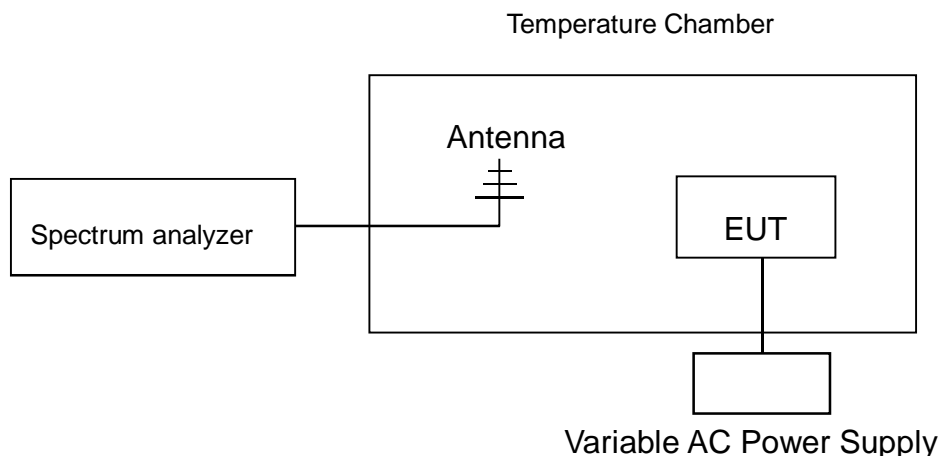 Temperature Chamber
Antenna
Spectrum analyzer
EUT
Variable AC Power Supply